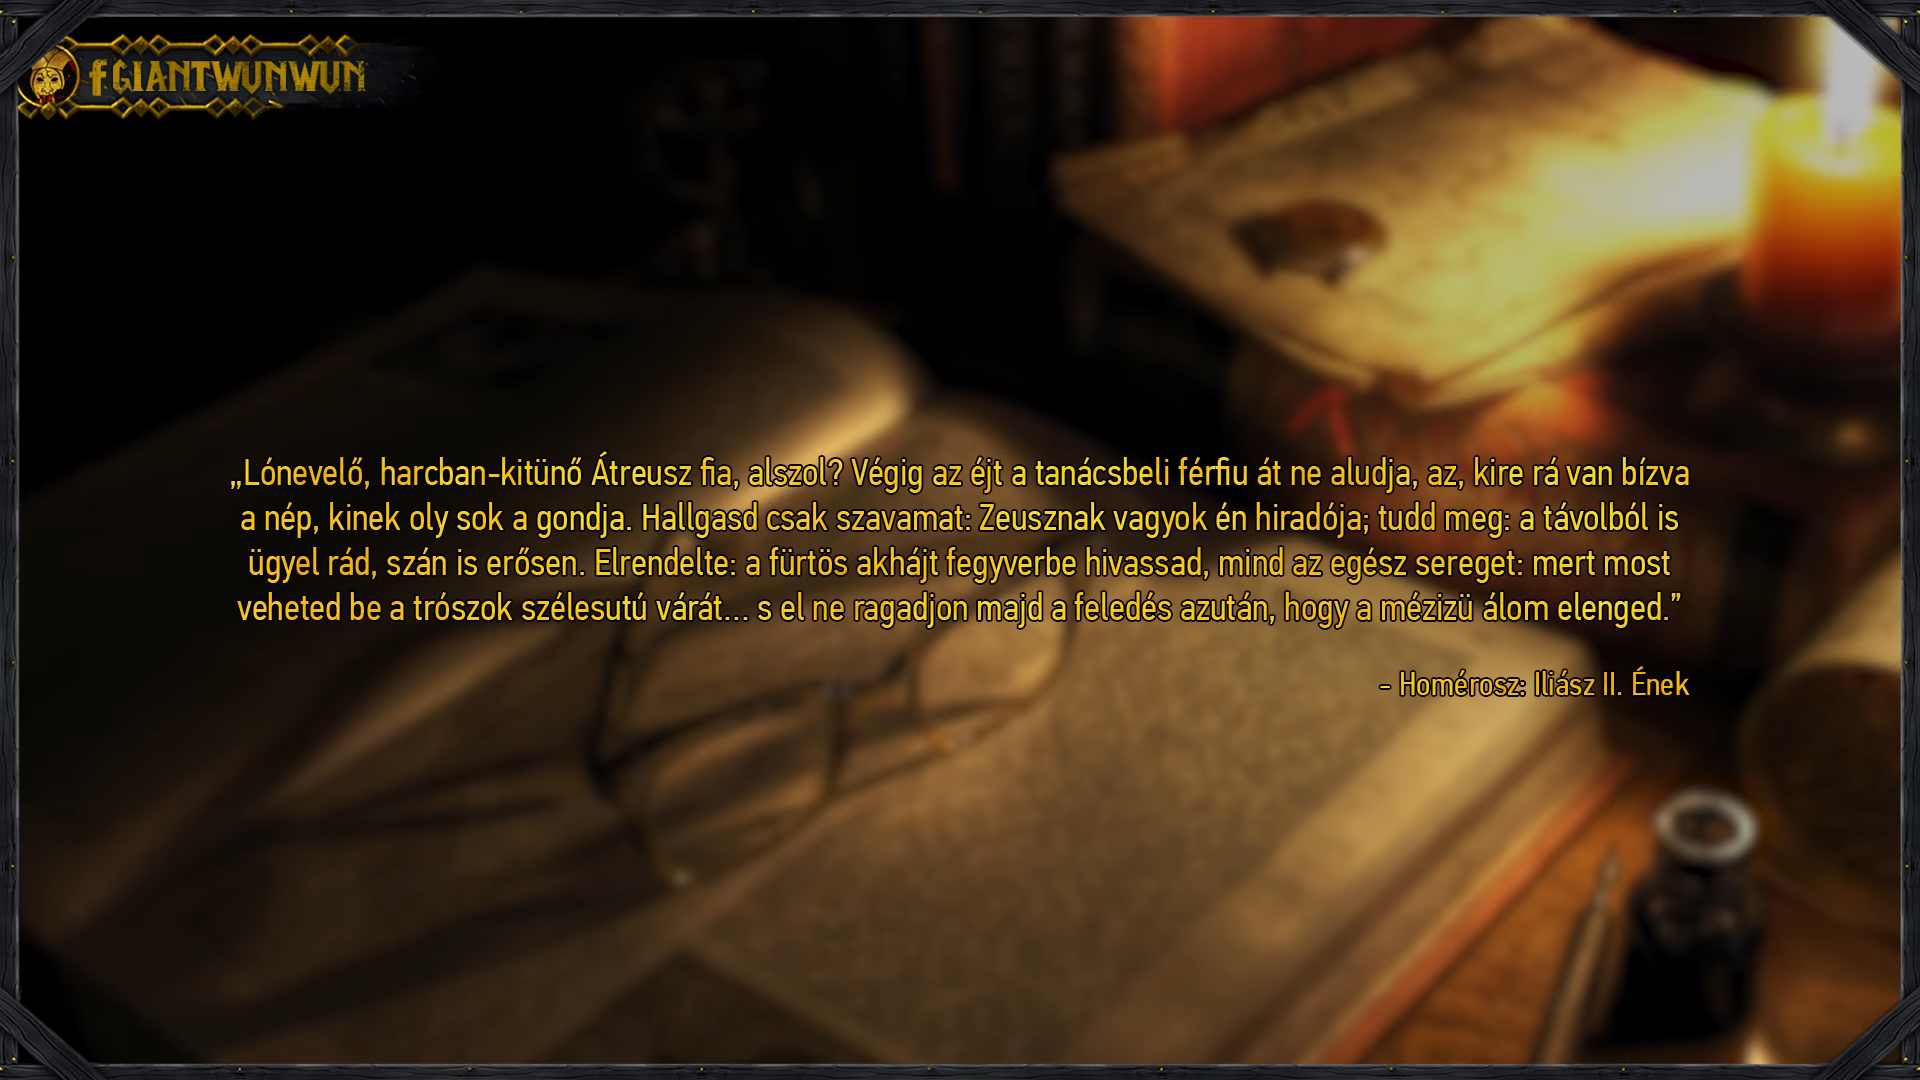 fGIANTWUNWUN
„Lónevelő, harcban-kitünő Átreusz fia, alszol? Végig az éjt a tanácsbeli férfiu át ne aludja, az, kire rá van bízva
a nép, kinek oly sok a gondja. Hallgasd csak szavamat: Zeusznak vagyok én hiradója; tudd meg: a távolból is
ügyel rád, szán is erősen. Elrendelte: a fürtös akhájt fegyverbe hivassad, mind az egész sereget: mert most
veheted be a trószok szélesutú várát... s el ne ragadjon majd a feledés azután, hogy a mézizü álom elenged.”
- Homérosz: Iliász II. Ének